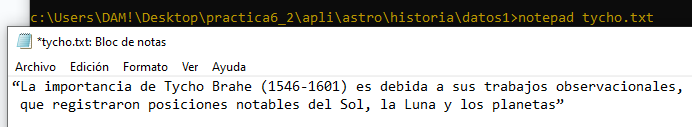 c:\Users\DAM!\Desktop\practica6_2\apli\astro\historia\datos1>notepad tycho.txt
*tycho.txt: Bloc de notas
Archivo Edición Formato Ver Ayuda
“La importancia de Tycho Brahe (1546-1601) es debida a sus trabajos observacionales,
que registraron posiciones notables del Sol, la Luna y los planetas”